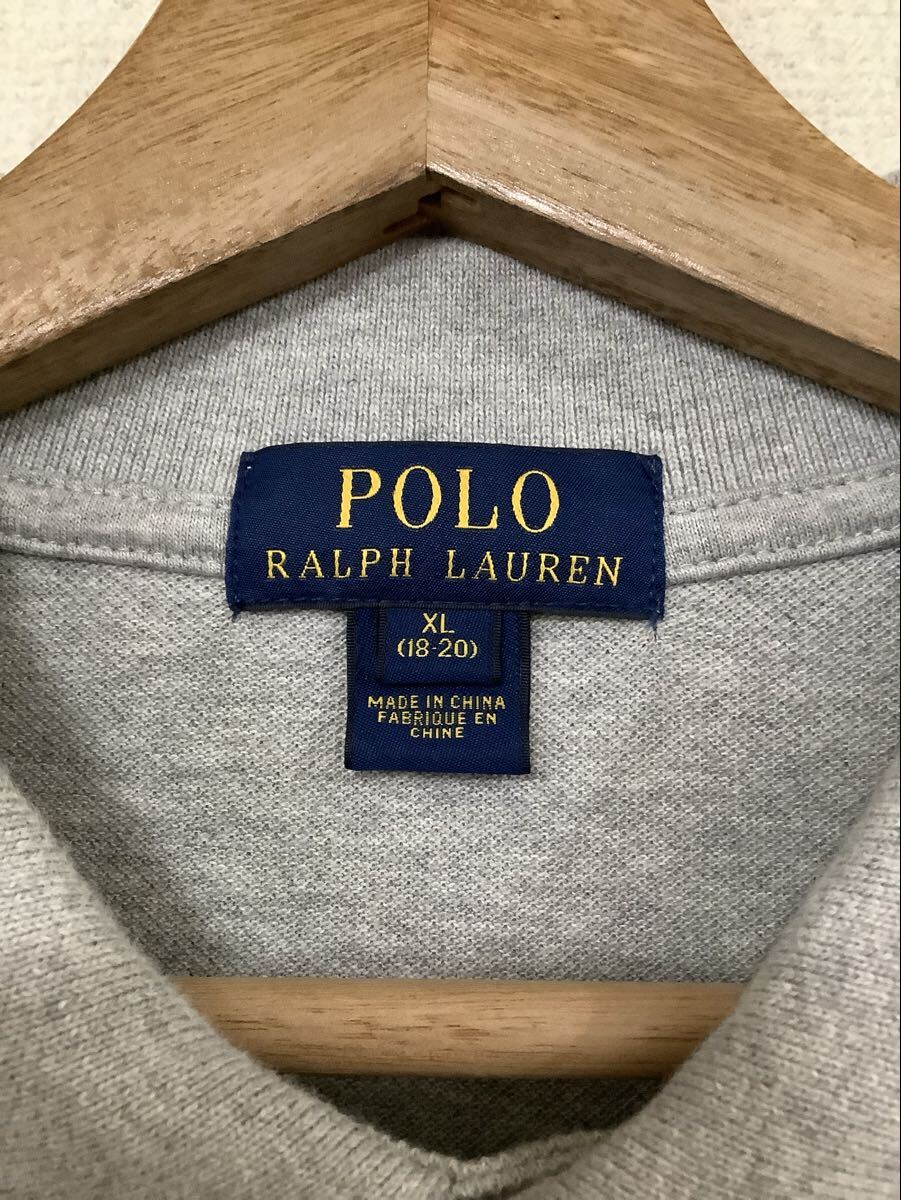 POLO
RALPH LAUREN
XL
(18-20)
MADE IN CHINA
FABRIQUE EN
CHINE